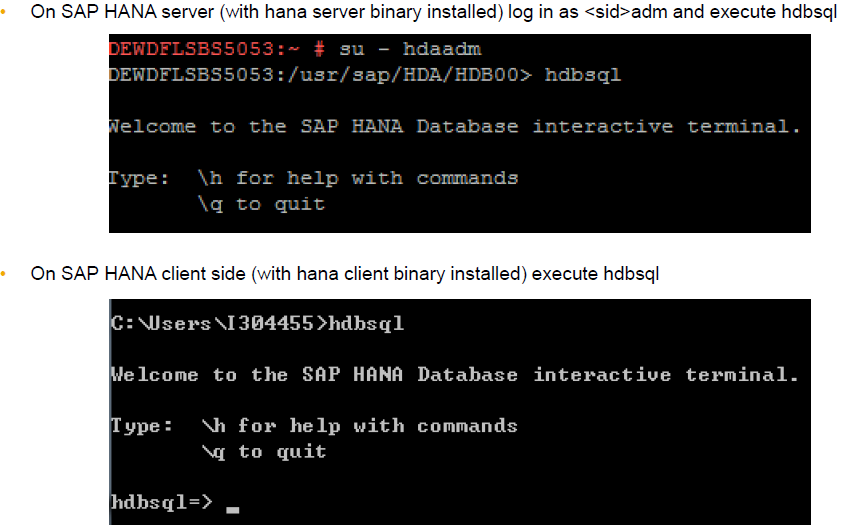 • On SAP HANA server (with hana server binary installed) log in as <sid>adm and execute hdbsql
DEWDFLSBS5053:~ # su - hdaadm
DEWDFLSBS5053:/usr/sap/HDA/HDB00> hdbsql
Welcome to the SAP HANA Database interactive terminal.
Type:  \h for help with commands
       \q to quit
• On SAP HANA client side (with hana client binary installed) execute hdbsql
C:\Users\I304455>hdbsql
Welcome to the SAP HANA Database interactive terminal.
Type:  \h for help with commands
       \q to quit
hdbsql=> _